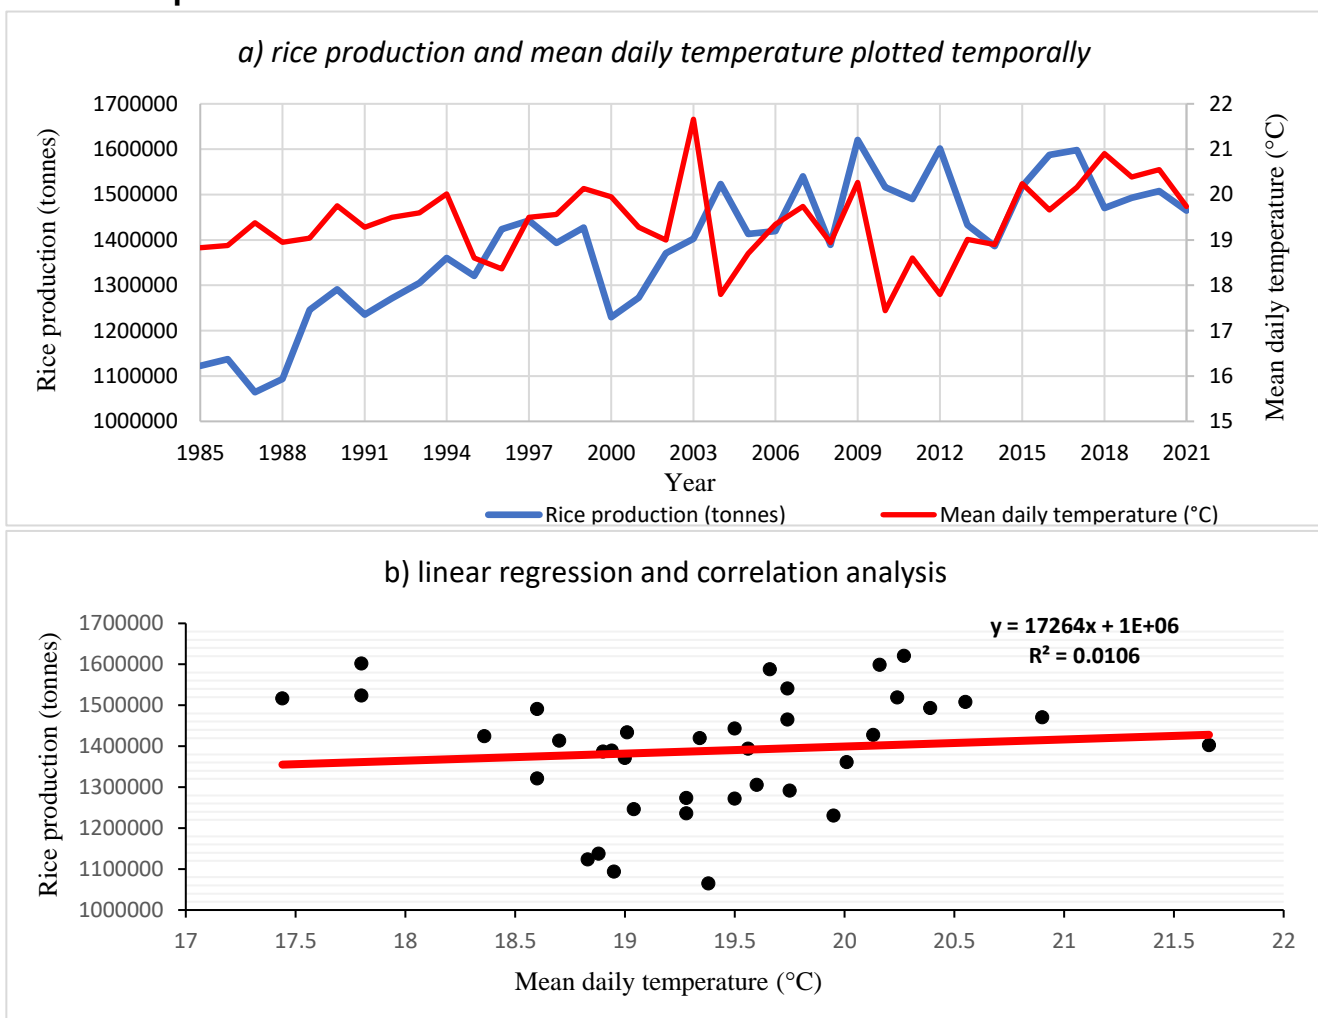 a) rice production and mean daily temperature plotted temporally
Rice production (tonnes)
1700000
1600000
1500000
1400000
1300000
1200000
1100000
1000000
22
21
20
19
18
17
16
15
Mean daily temperature (°C)
1985 1988 1991 1994 1997 2000 2003 2006 2009 2012 2015 2018 2021
Year
Rice production (tonnes) Mean daily temperature (°C)
b) linear regression and correlation analysis
y = 17264x + 1E+06
R² = 0.0106
Rice production (tonnes)
1700000
1600000
1500000
1400000
1300000
1200000
1100000
1000000
17 17.5 18 18.5 19 19.5 20 20.5 21 21.5 22
Mean daily temperature (°C)